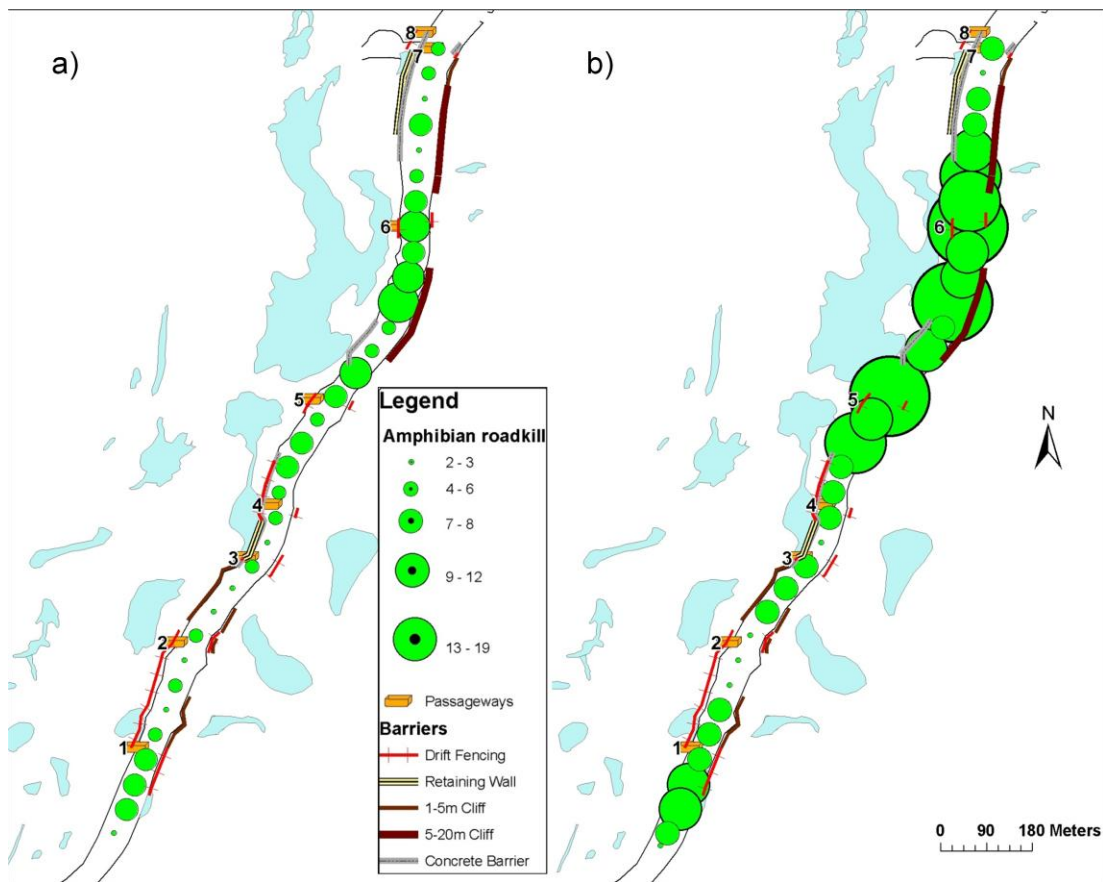 a)
8
7
6
5
4
3
2
1
Legend
Amphibian roadkill
2 - 3
4 - 6
7 - 8
9 - 12
13 - 19
Passageways
Barriers
Drift Fencing
Retaining Wall
1-5m Cliff
5-20m Cliff
Concrete Barrier
b)
8
7
6
5
4
3
2
1
N
0 90 180 Meters